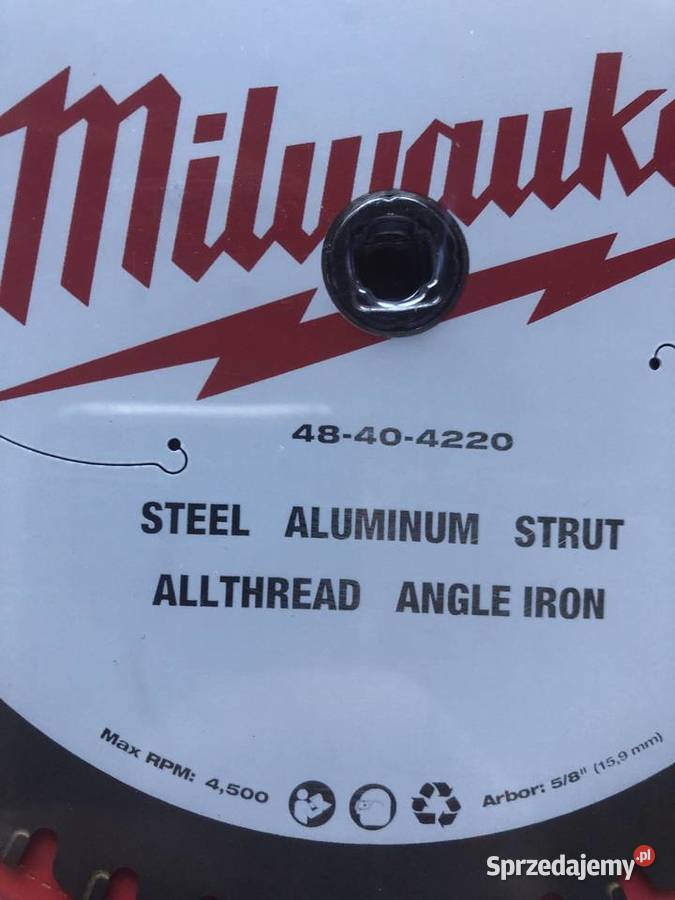 Milwauke
48-40-4220
STEEL ALUMINUM STRUT
ALLTHREAD ANGLE IRON
Max RPM: 4,500
Arbor: 5/8" (15,9 mm)
Sprzedajemy.pl